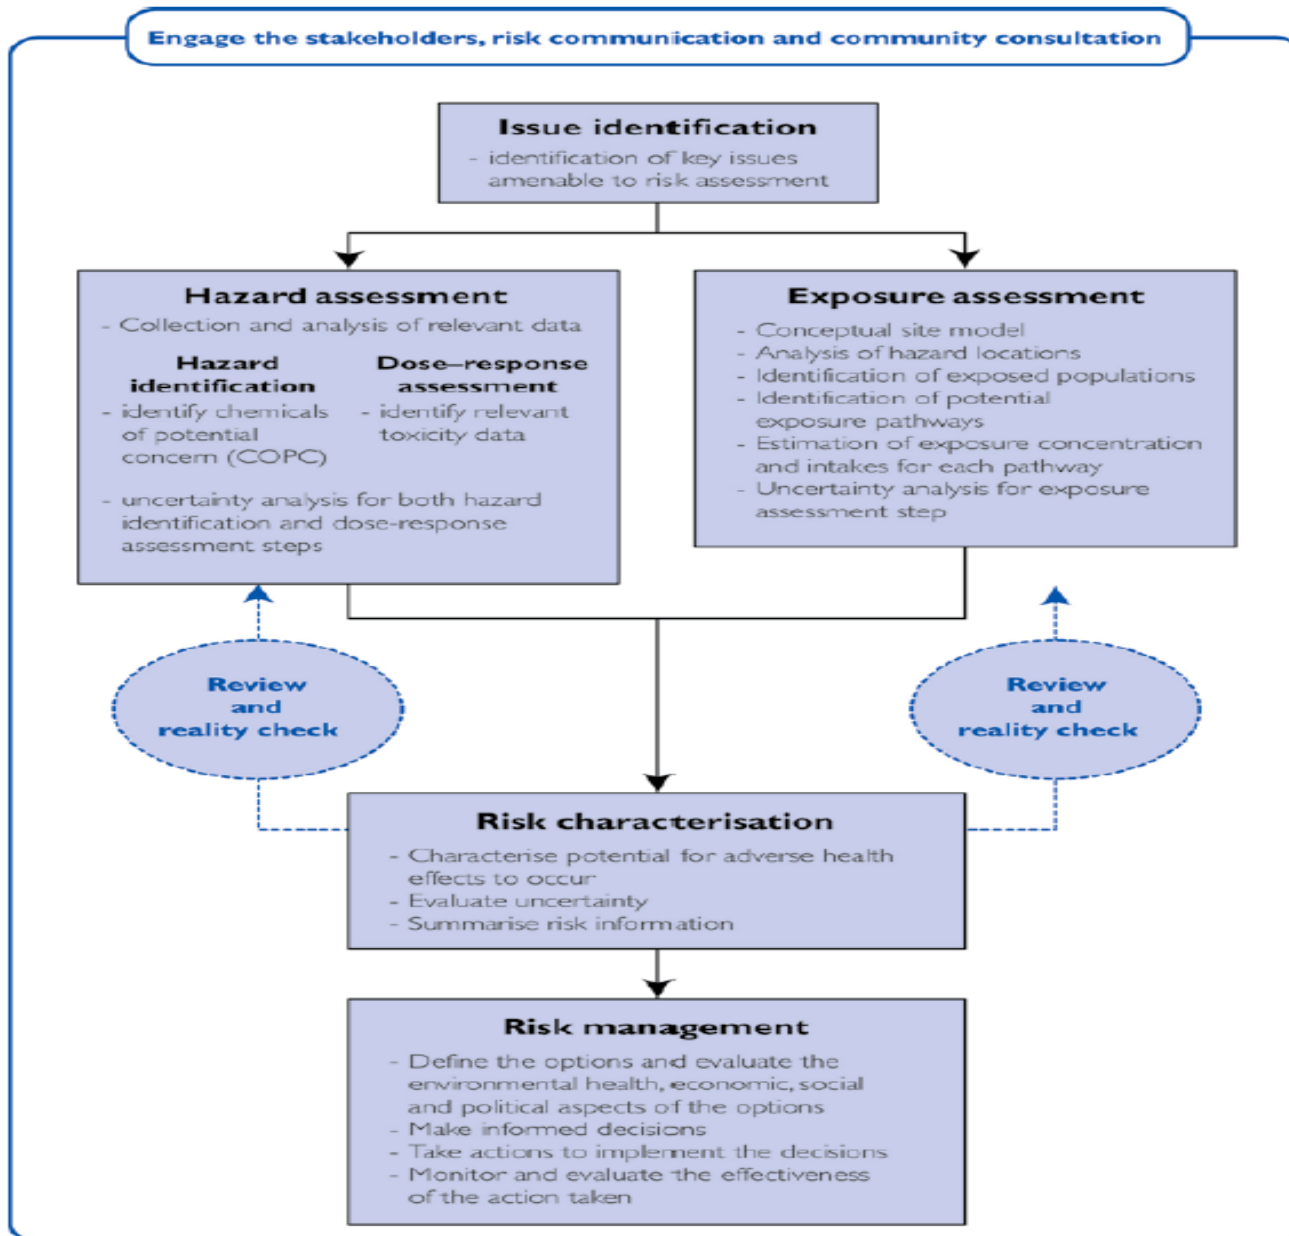 Engage the stakeholders, risk communication and community consultation
Issue identification
- identification of key issues
amenable to risk assessment
Hazard assessment
- Collection and analysis of relevant data
Hazard
identification
- identify chemicals
of potential
concern (COPC)
Dose–response
assessment
- identify relevant
toxicity data
- uncertainty analysis for both hazard
identification and dose-response
assessment steps
Exposure assessment
- Conceptual site model
- Analysis of hazard locations
- Identification of exposed populations
- Identification of potential
exposure pathways
- Estimation of exposure concentration
and intakes for each pathway
- Uncertainty analysis for exposure
assessment step
Review
and
reality check
Review
and
reality check
Risk characterisation
- Characterise potential for adverse health
effects to occur
- Evaluate uncertainty
- Summarise risk information
Risk management
- Define the options and evaluate the
environmental health, economic, social
and political aspects of the options
- Make informed decisions
- Take actions to implement the decisions
- Monitor and evaluate the effectiveness
of the action taken